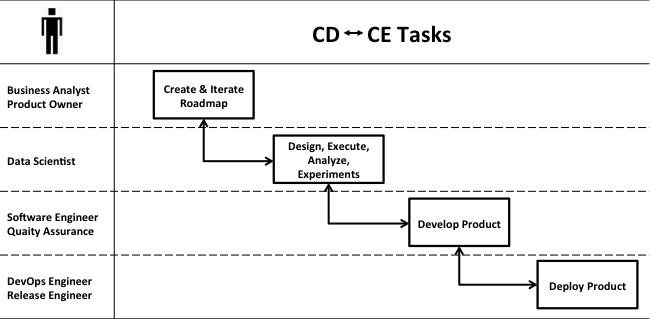 CD ↔ CE Tasks
Business Analyst
Product Owner
Create & Iterate
Roadmap
Data Scientist
Design, Execute,
Analyze,
Experiments
Software Engineer
Quaity Assurance
Develop Product
DevOps Engineer
Release Engineer
Deploy Product